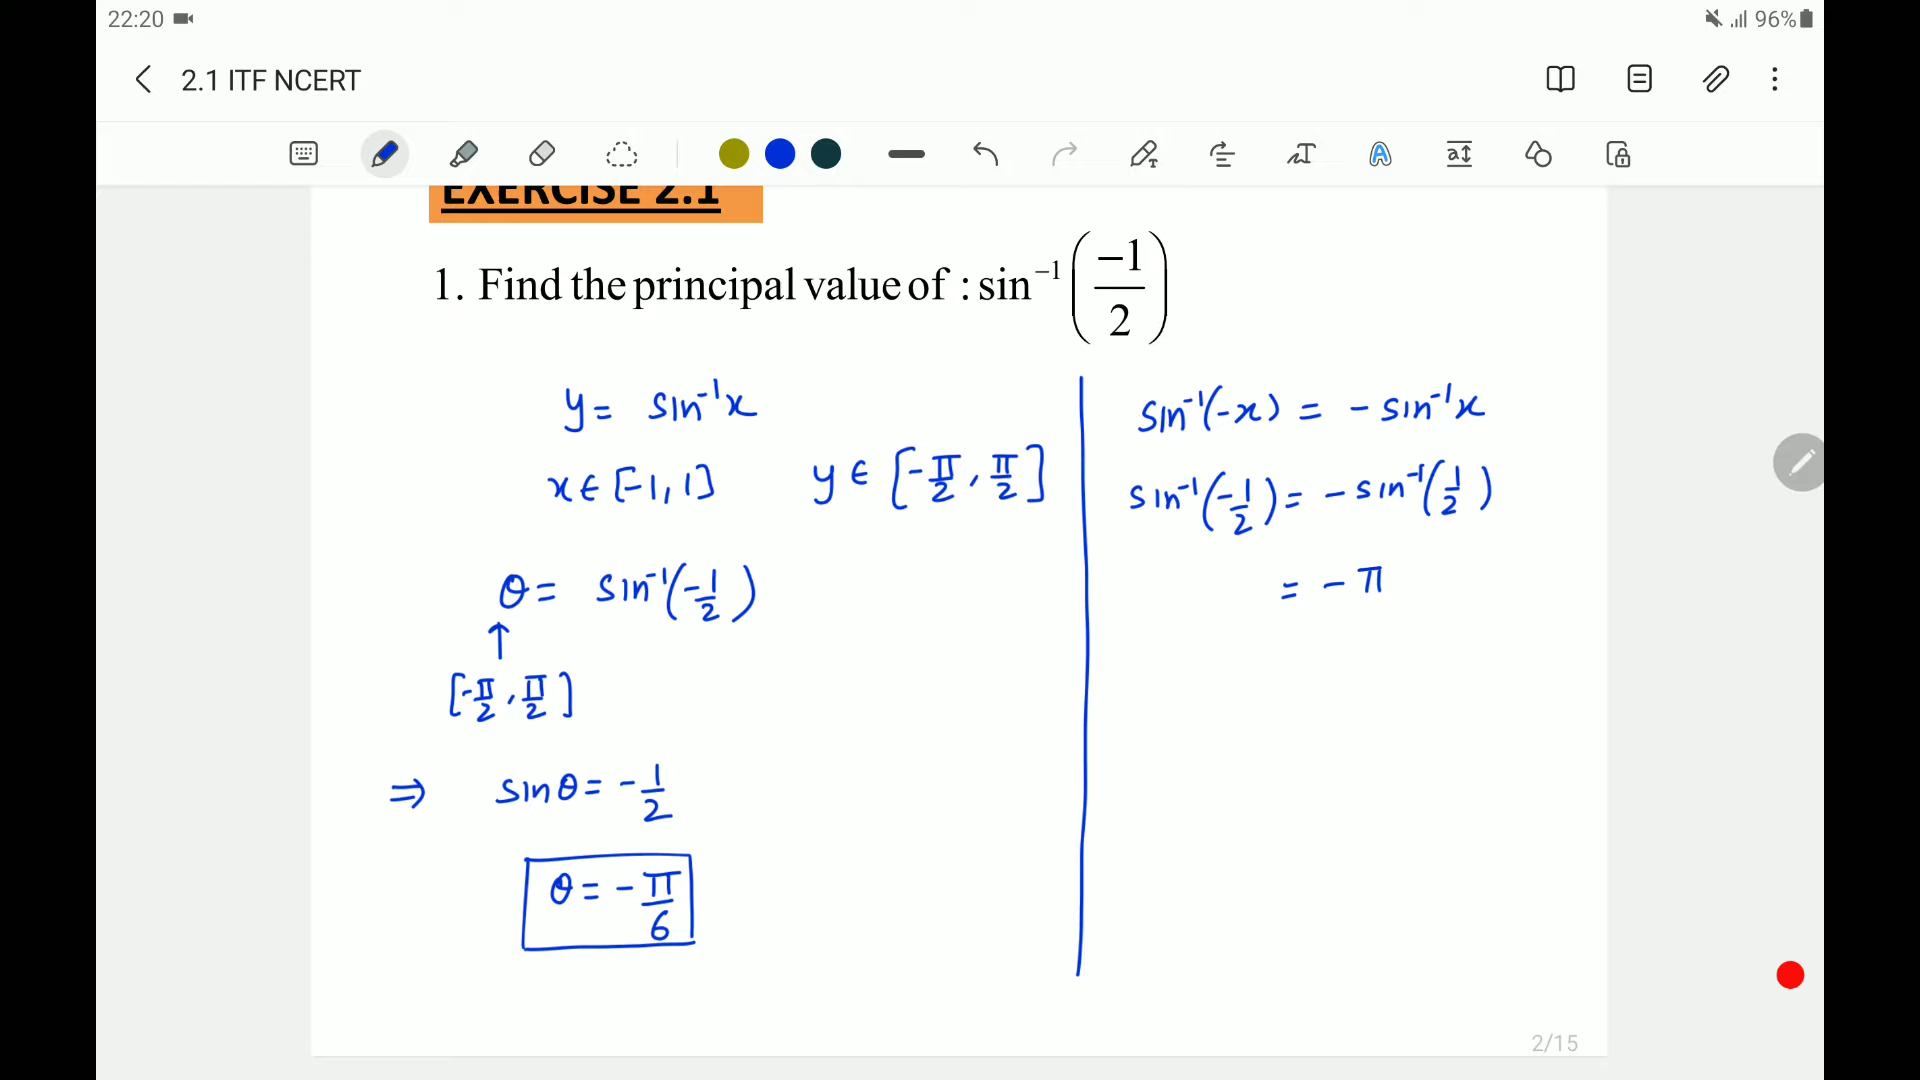 22:20 96%
2.1 ITF NCERT
EXERCISE 2.1
1. Find the principal value of : sin⁻¹(−1/2)
y = sin⁻¹x
x ∈ [-1, 1] y ∈ [-π/2, π/2]
θ = sin⁻¹(-1/2)
↑
[-π/2, π/2]
⇒ sinθ = -1/2
θ = -π/6
sin⁻¹(-x) = - sin⁻¹x
sin⁻¹(-1/2) = - sin⁻¹(1/2)
= - π
2/15